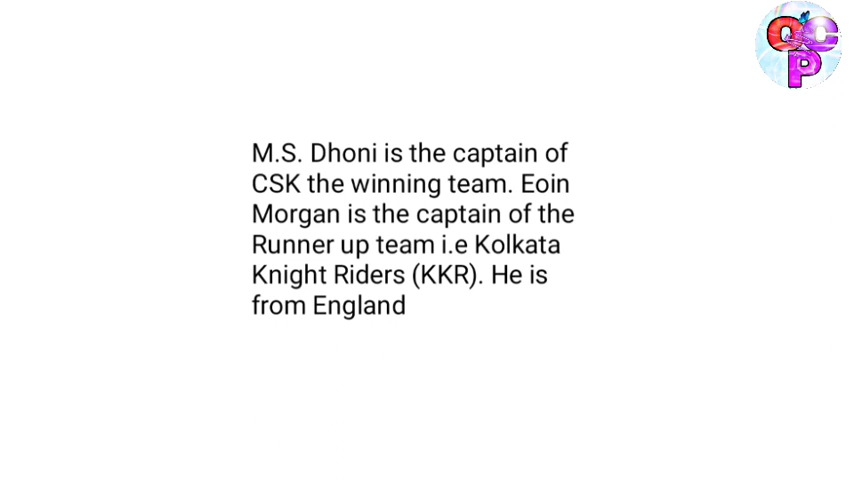 QCP
M.S. Dhoni is the captain of
CSK the winning team. Eoin
Morgan is the captain of the
Runner up team i.e Kolkata
Knight Riders (KKR). He is
from England